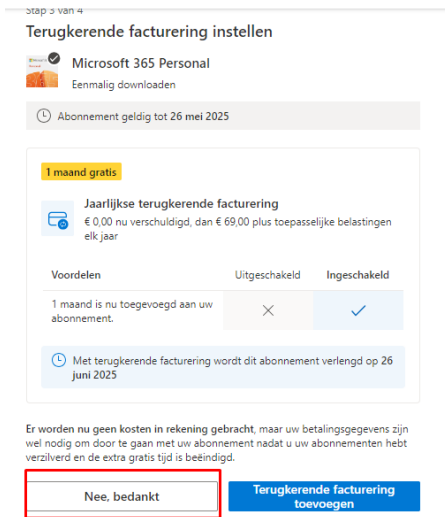 Stap 3 van 4
Terugkerende facturering instellen
Microsoft 365 Personal
Eenmalig downloaden
Abonnement geldig tot 26 mei 2025
1 maand gratis
Jaarlijkse terugkerende facturering
€ 0,00 nu verschuldigd, dan € 69,00 plus toepasselijke belastingen
elk jaar
Voordelen Uitgeschakeld Ingeschakeld
1 maand is nu toegevoegd aan uw
abonnement.
Met terugkerende facturering wordt dit abonnement verlengd op 26
juni 2025
Er worden nu geen kosten in rekening gebracht, maar uw betalingsgegevens zijn
wel nodig om door te gaan met uw abonnement nadat u uw abonnementen hebt
verzilverd en de extra gratis tijd is beëindigd.
Nee, bedankt
Terugkerende facturering
toevoegen